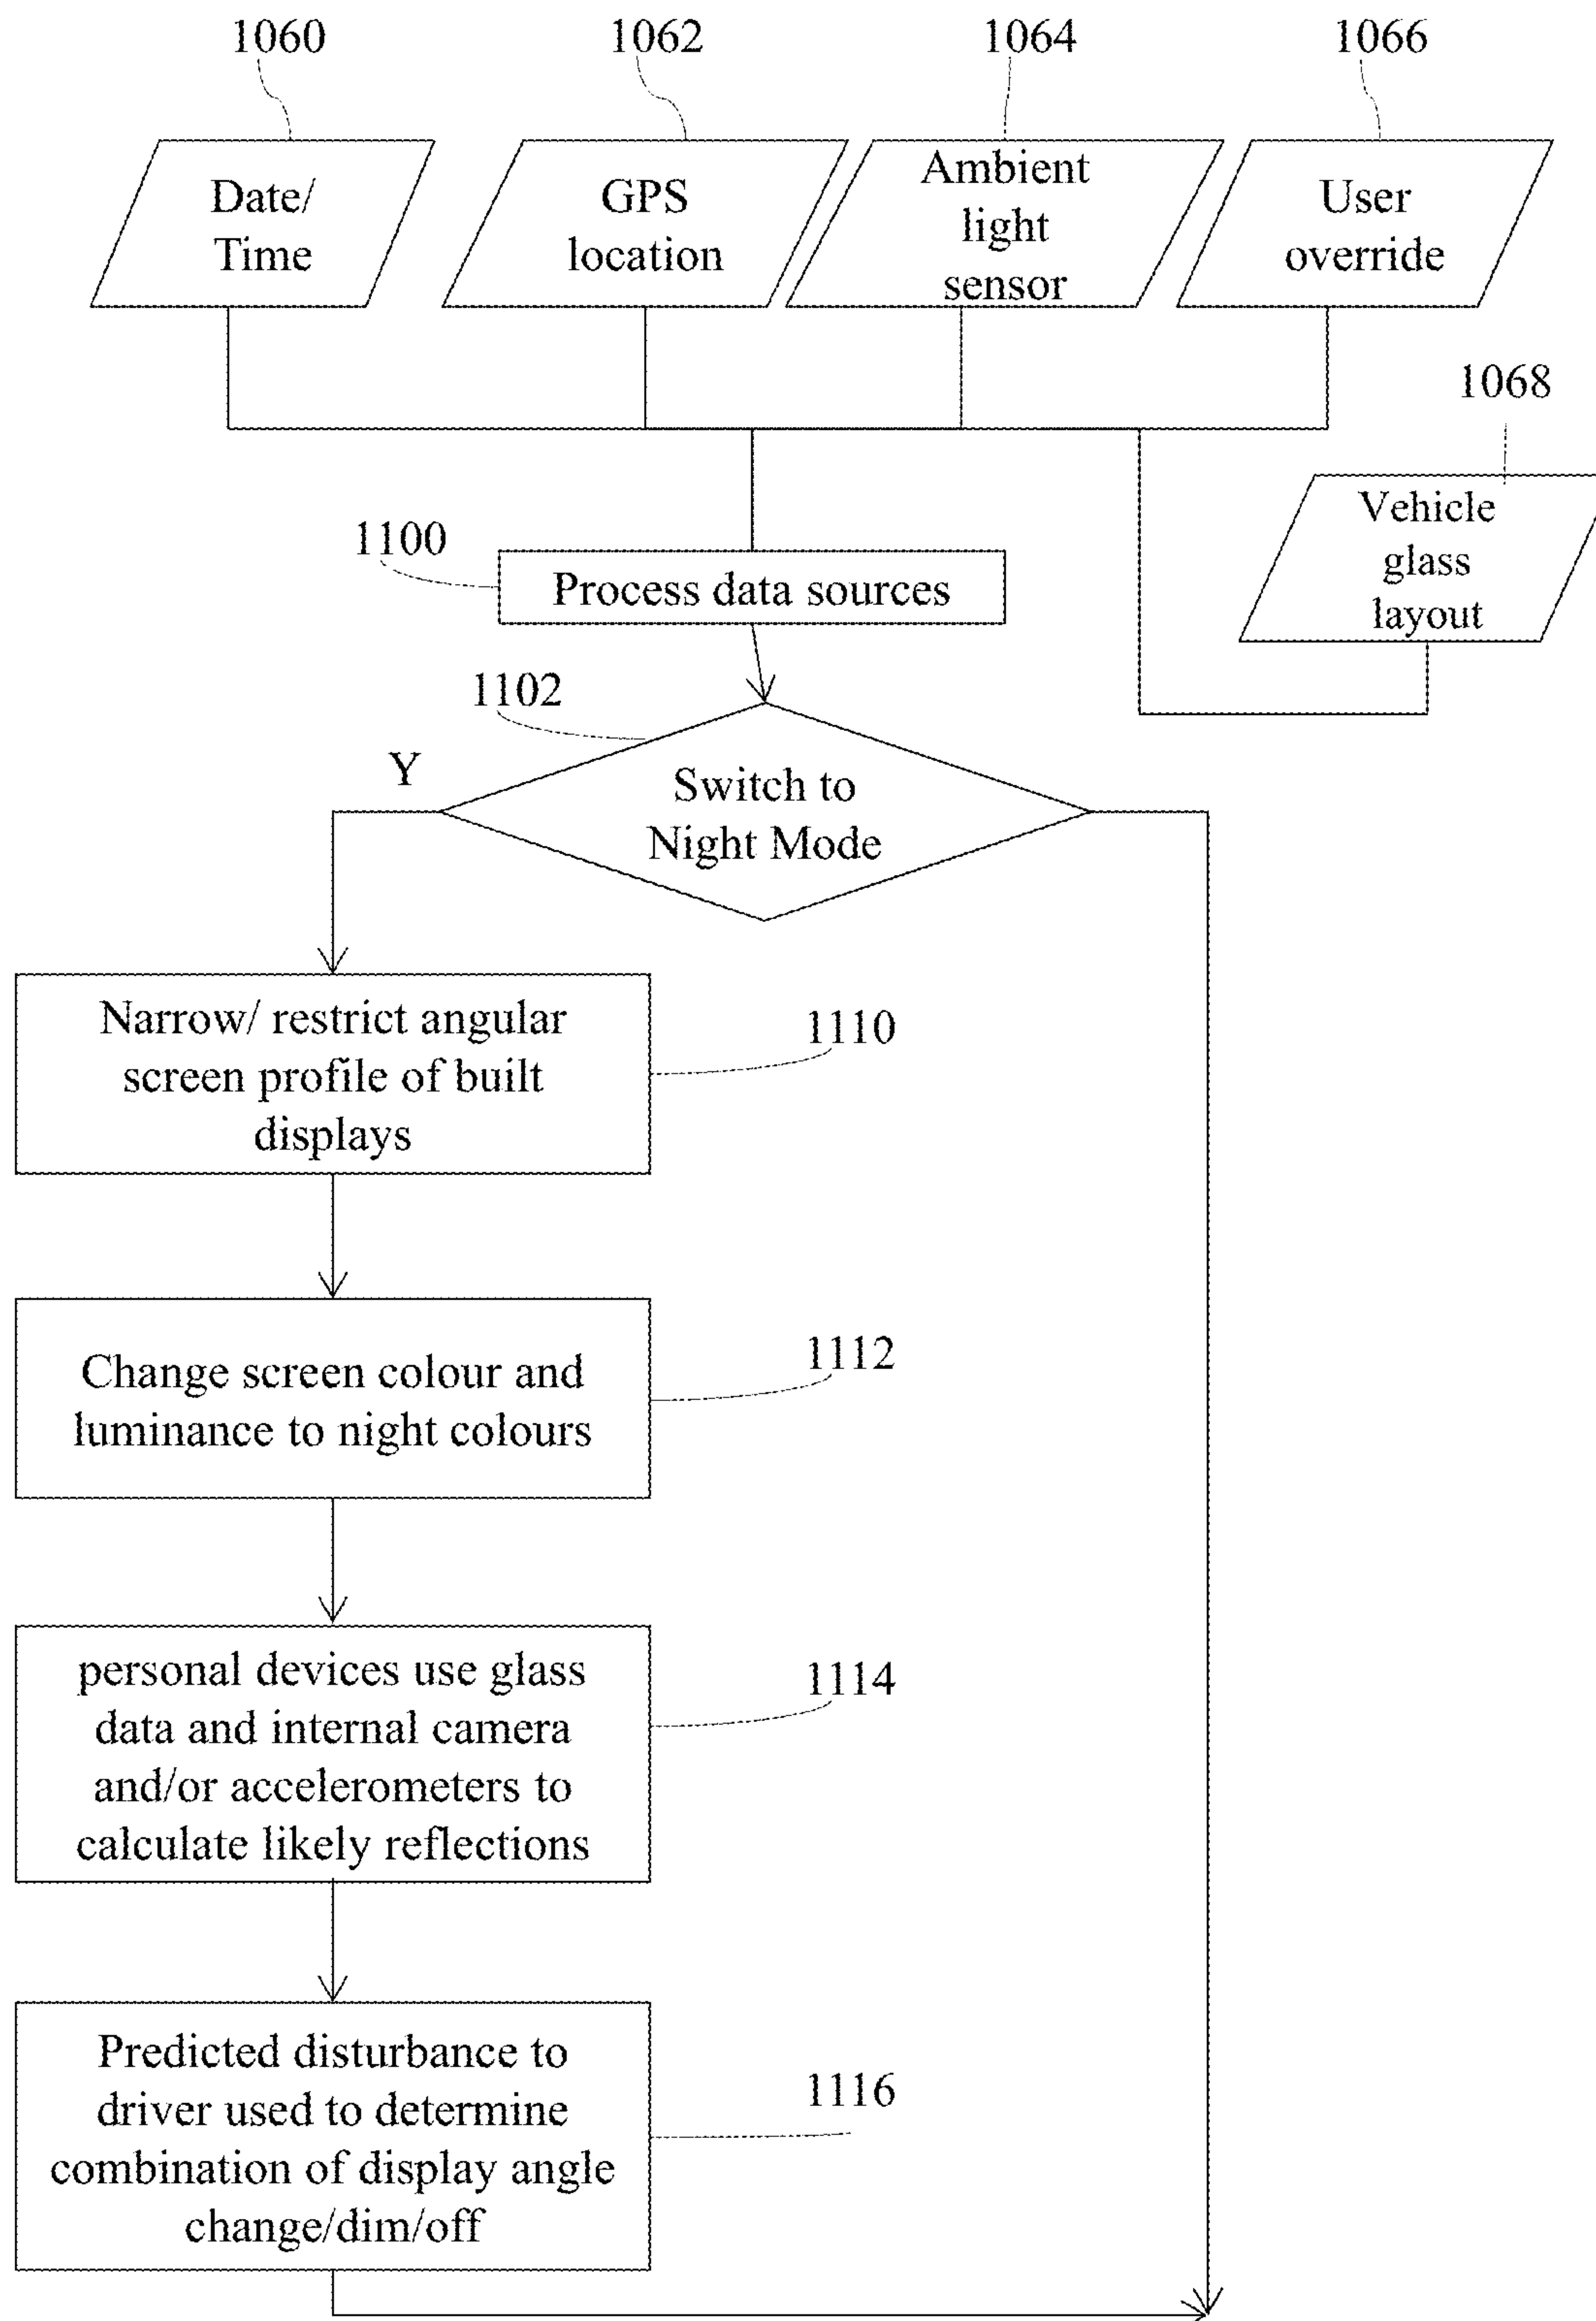 1060
1062
1064
1066
Date/
Time
GPS
location
Ambient
light
sensor
User
override
1068
Vehicle
glass
layout
1100
Process data sources
1102
Y
Switch to
Night Mode
Narrow/ restrict angular
screen profile of built
displays
1110
Change screen colour and
luminance to night colours
1112
personal devices use glass
data and internal camera
and/or accelerometers to
calculate likely reflections
1114
Predicted disturbance to
driver used to determine
combination of display angle
change/dim/off
1116